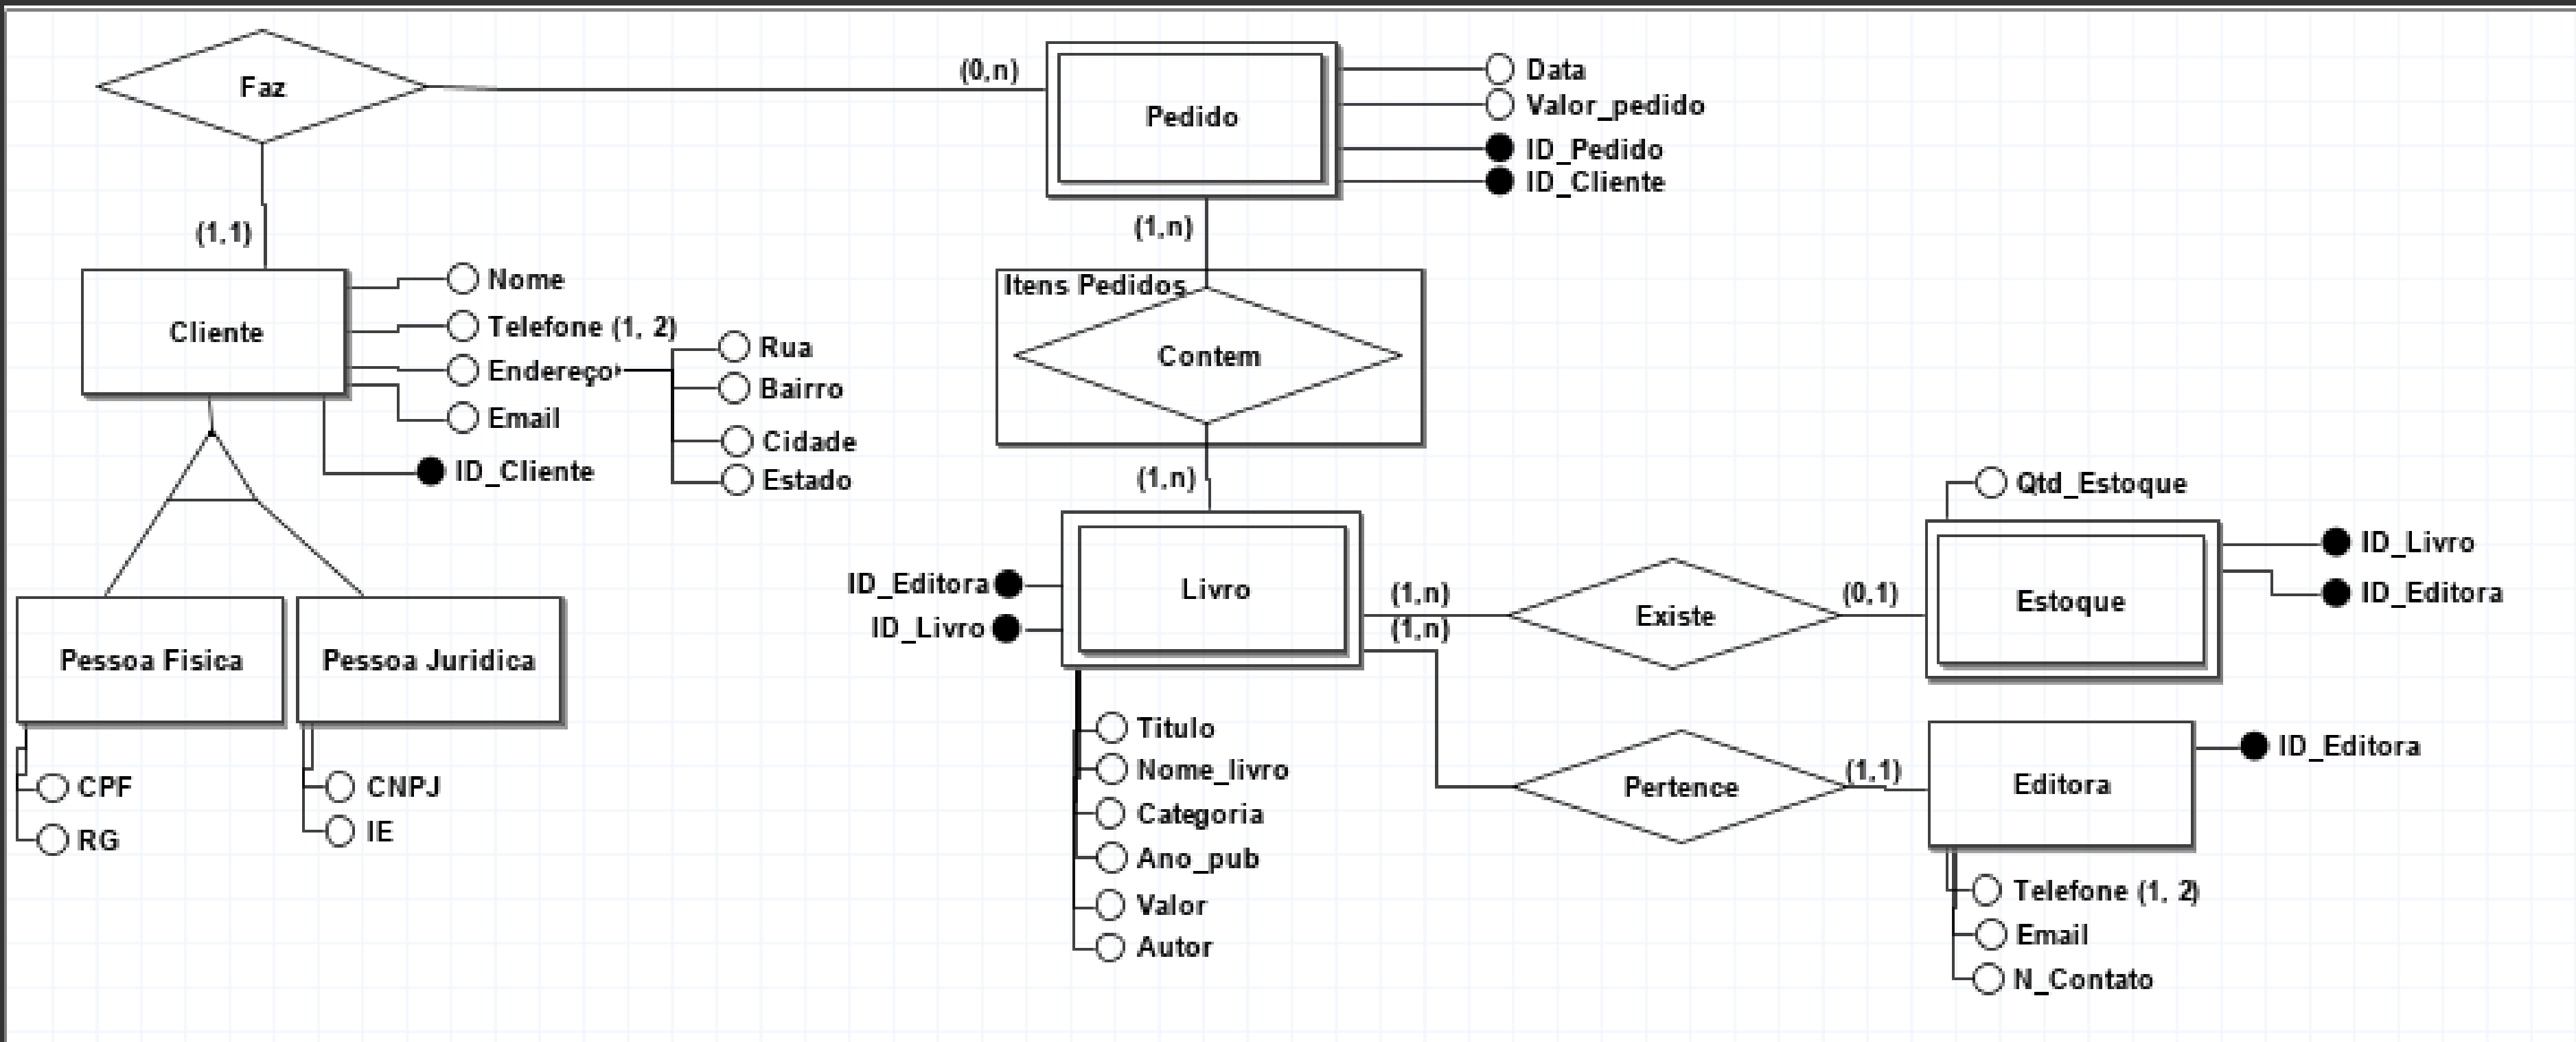 Faz
(0,n)
Pedido
Data
Valor_pedido
ID_Pedido
ID_Cliente
(1,1)
(1,n)
Cliente
Nome
Telefone (1, 2)
Endereço
Email
ID_Cliente
Rua
Bairro
Cidade
Estado
Itens Pedidos
Contem
(1,n)
Pessoa Fisica
Pessoa Juridica
CPF
RG
CNPJ
IE
ID_Editora
ID_Livro
Livro
(1,n)
(1,n)
Existe
(0,1)
Qtd_Estoque
Estoque
ID_Livro
ID_Editora
Titulo
Nome_livro
Categoria
Ano_pub
Valor
Autor
Pertence
(1,1)
Editora
ID_Editora
Telefone (1, 2)
Email
N_Contato